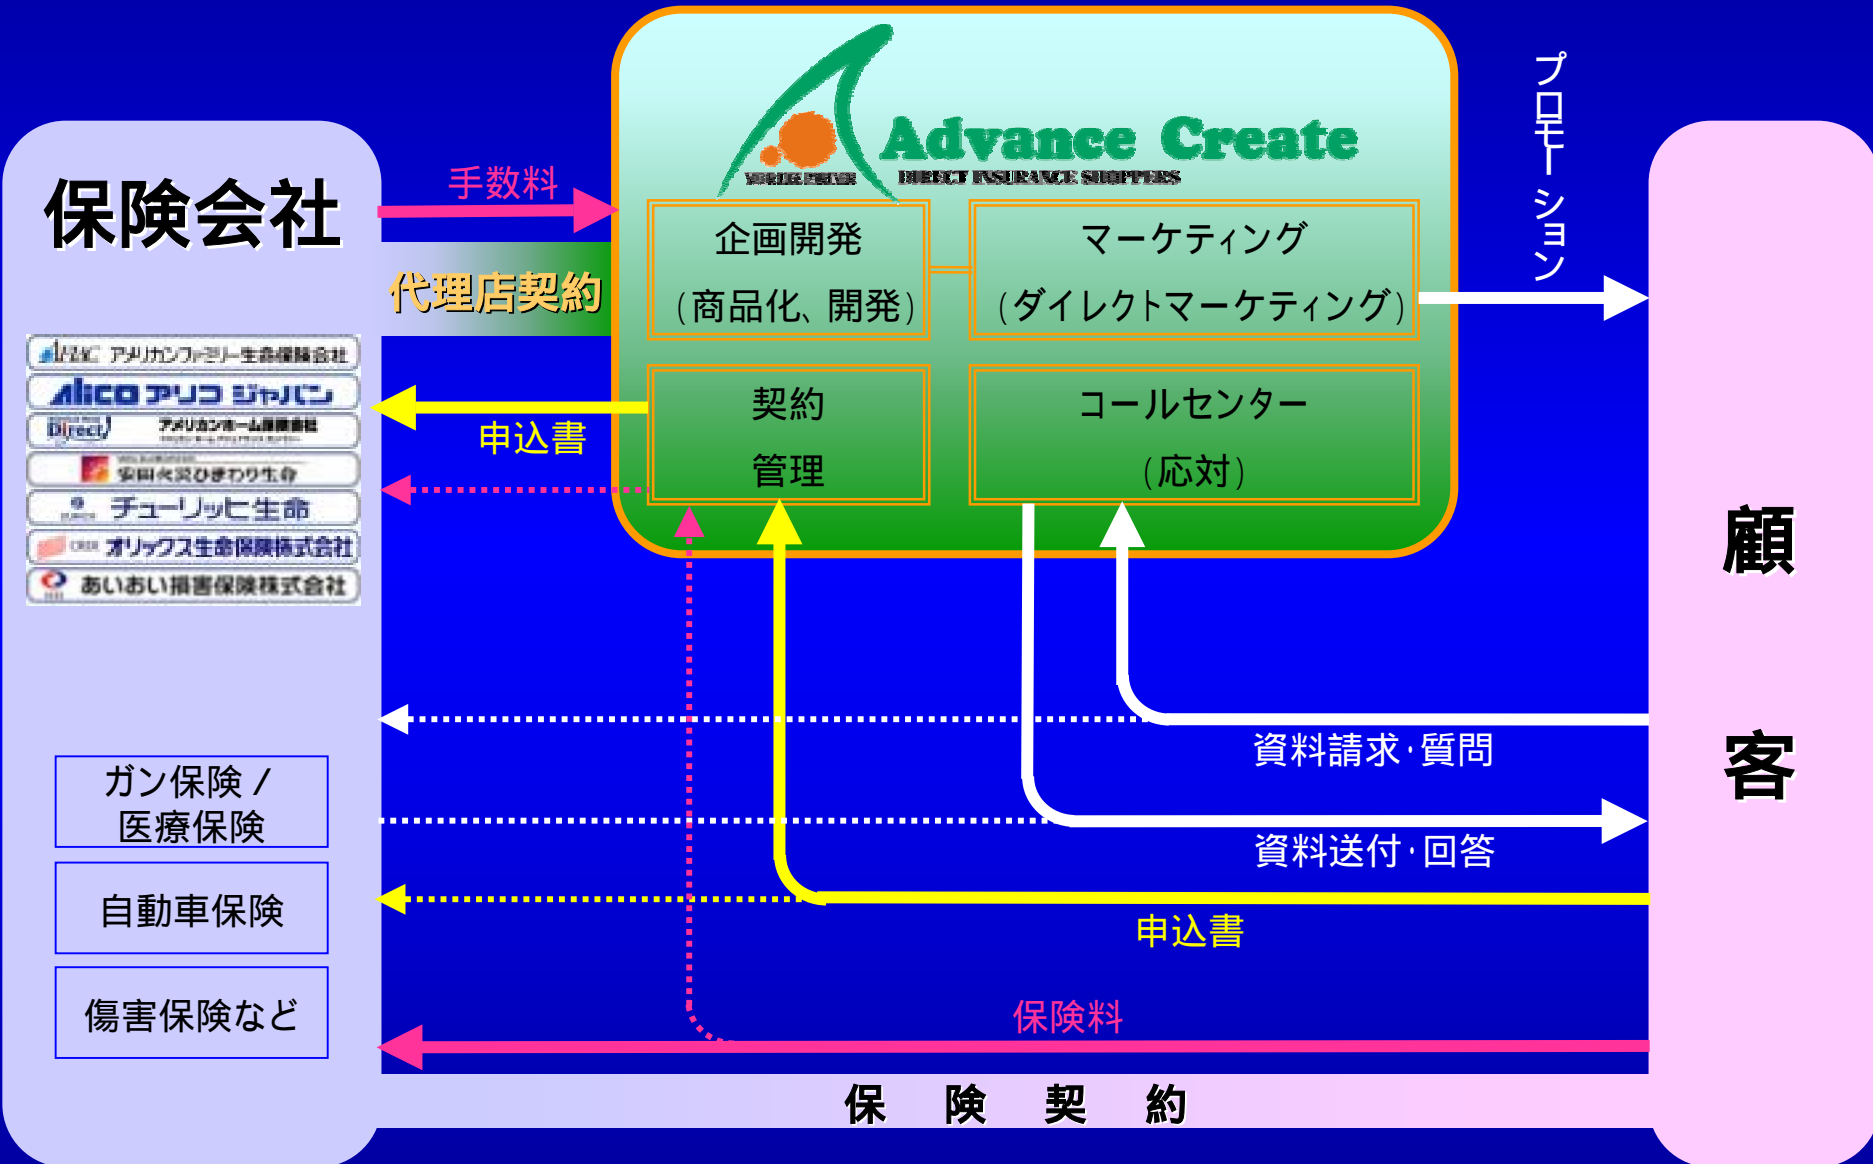 Advance Create
DIRECT INSURANCE SHOPPERS
プロモーション
保険会社
手数料
代理店契約
企画開発
(商品化、開発)
マーケティング
(ダイレクトマーケティング)
契約
管理
コールセンター
(応対)
申込書
AFLAC アメリカンファミリー生命保険会社
Alico アリコ ジャパン
Direct アメリカンホーム保険会社
安田火災ひまわり生命
チューリッヒ生命
オリックス生命保険株式会社
あいおい損害保険株式会社
顧客
資料請求・質問
資料送付・回答
申込書
保険料
ガン保険/
医療保険
自動車保険
傷害保険など
保険契約